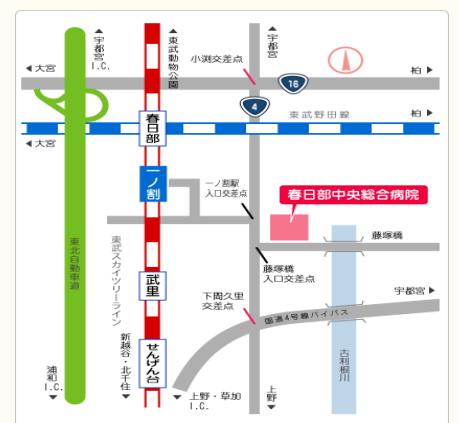 宇都宮
I.C.
東武動物公園
宇都宮
小渕交差点
大宮
16
柏
4
東武野田線
柏
春日部
大宮
一ノ割
一ノ割駅
入口交差点
春日部中央総合病院
藤塚橋
東北自動車道
東武スカイツリーライン
武里
藤塚橋
入口交差点
下間久里
交差点
宇都宮
国道4号線バイパス
新越谷・北千住
せんげん台
古利根川
浦和
I.C.
上野・草加
I.C.
上野